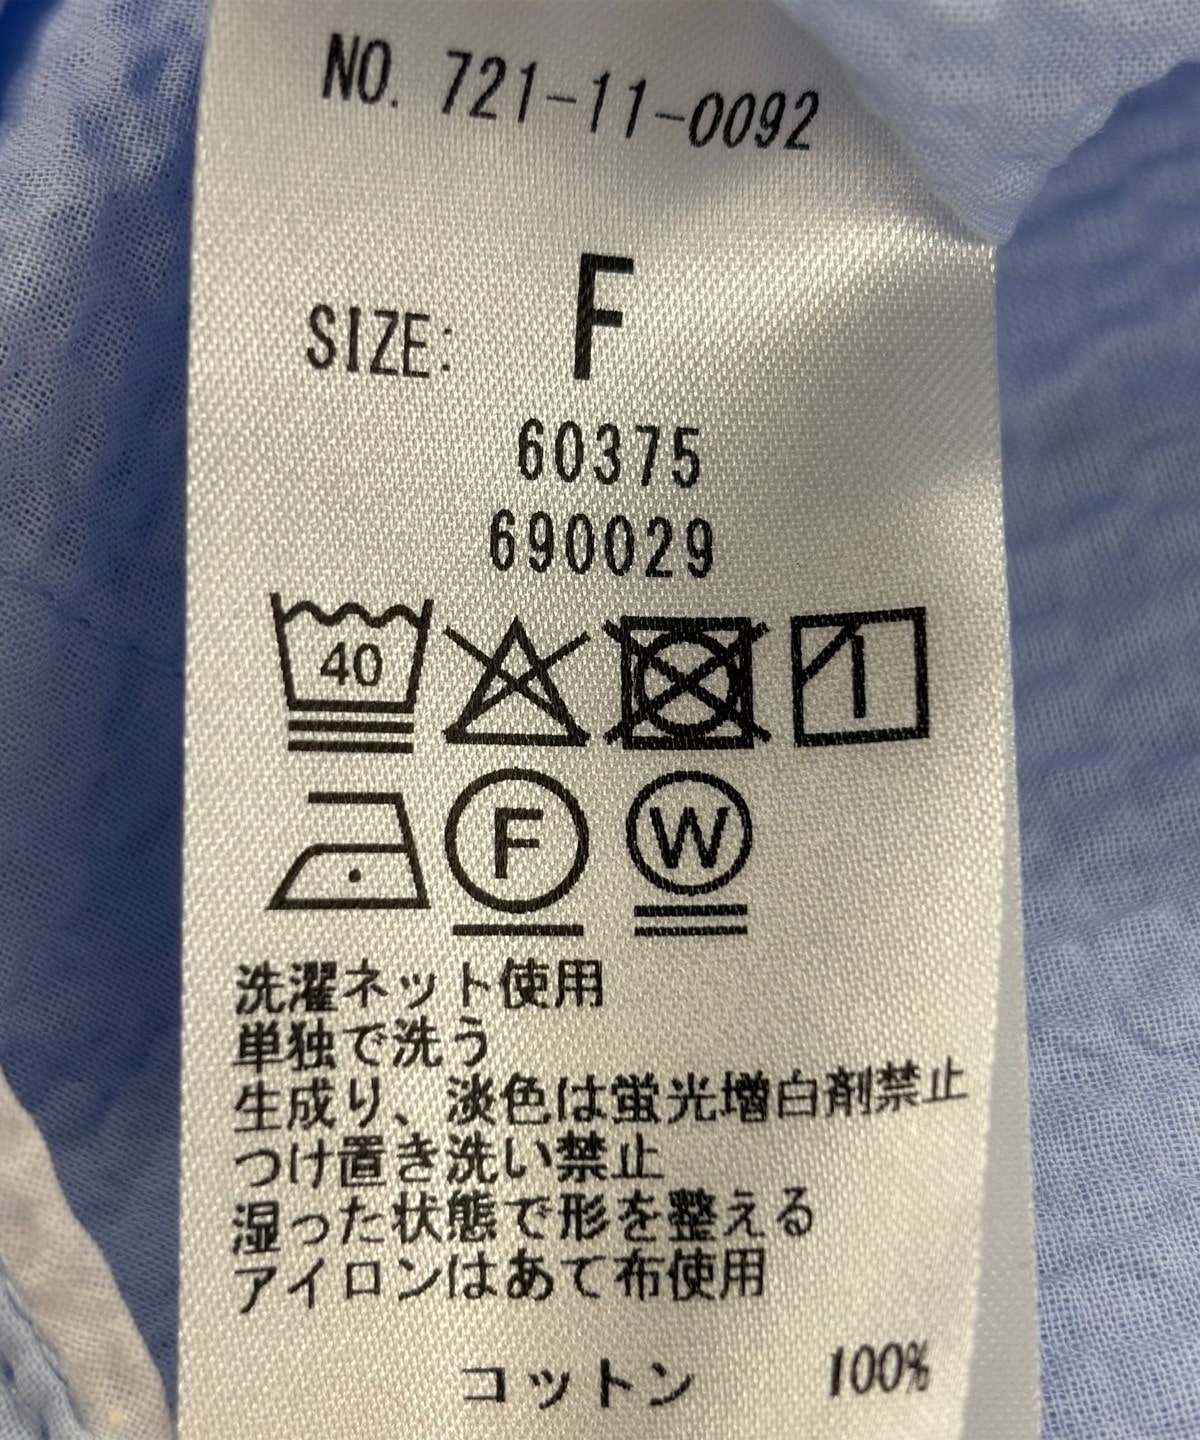 NO. 721-11-0092
SIZE: F
60375
690029
40
F W
洗濯ネット使用
単独で洗う
生成り、淡色は蛍光増白剤禁止
つけ置き洗い禁止
湿った状態で形を整える
アイロンはあて布使用
コットン 100%